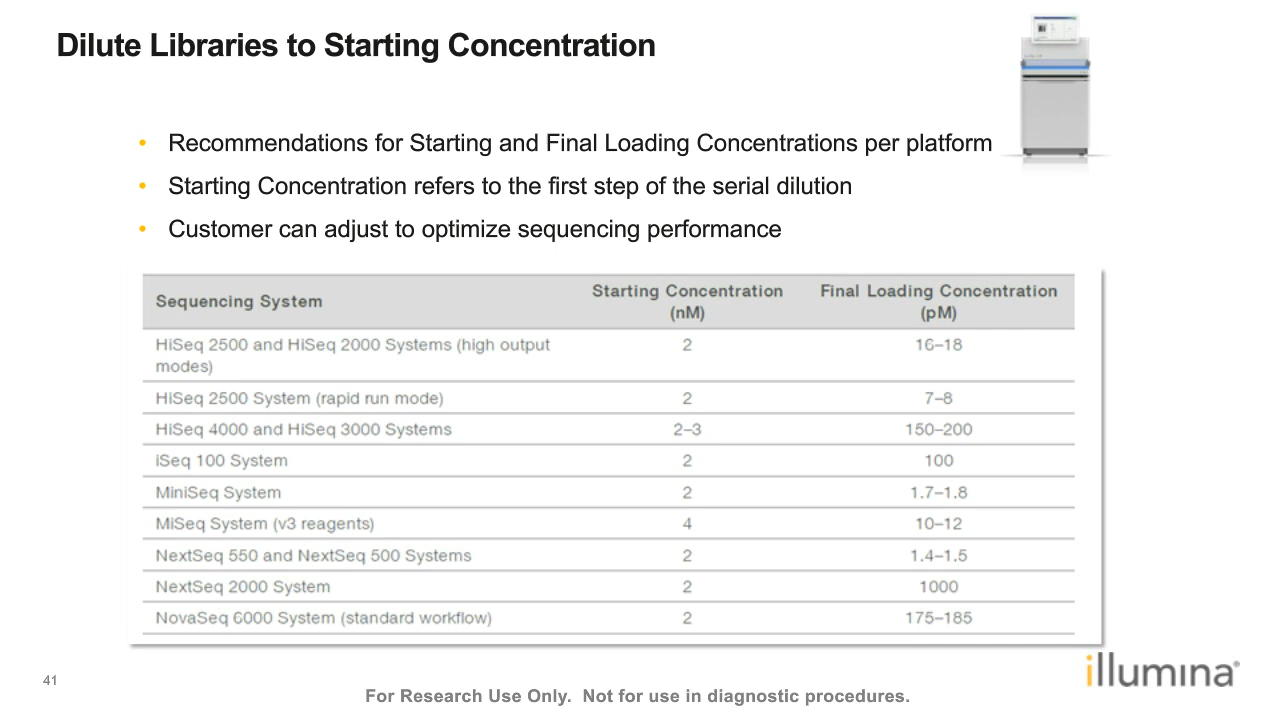 Dilute Libraries to Starting Concentration
• Recommendations for Starting and Final Loading Concentrations per platform
• Starting Concentration refers to the first step of the serial dilution
• Customer can adjust to optimize sequencing performance
Sequencing System Starting Concentration (nM) Final Loading Concentration (pM)
HiSeq 2500 and HiSeq 2000 Systems (high output modes) 2 16–18
HiSeq 2500 System (rapid run mode) 2 7–8
HiSeq 4000 and HiSeq 3000 Systems 2–3 150–200
iSeq 100 System 2 100
MiniSeq System 2 1.7–1.8
MiSeq System (v3 reagents) 4 10–12
NextSeq 550 and NextSeq 500 Systems 2 1.4–1.5
NextSeq 2000 System 2 1000
NovaSeq 6000 System (standard workflow) 2 175–185
41
For Research Use Only. Not for use in diagnostic procedures.
illumina®